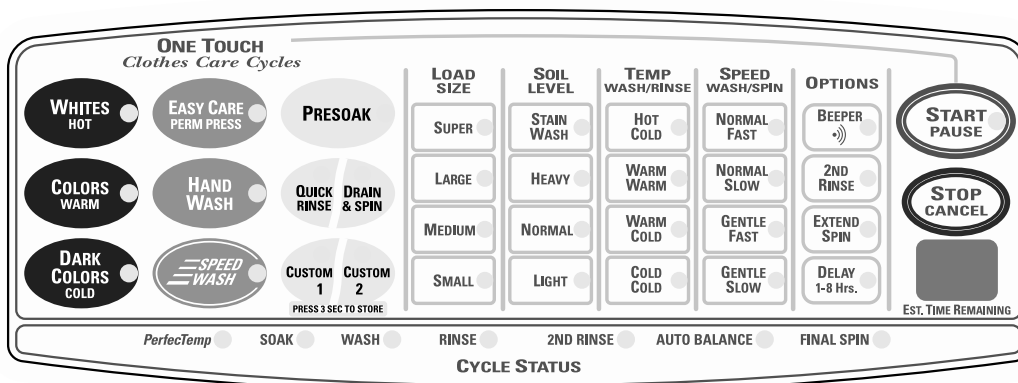 ONE TOUCH
Clothes Care Cycles
WHITES
HOT
EASY CARE
PERM PRESS
PRESOAK
COLORS
WARM
HAND
WASH
QUICK
RINSE
DRAIN
& SPIN
DARK
COLORS
COLD
SPEED
WASH
CUSTOM
1
CUSTOM
2
PRESS 3 SEC TO STORE
LOAD
SIZE
SUPER
LARGE
MEDIUM
SMALL
SOIL
LEVEL
STAIN
WASH
HEAVY
NORMAL
LIGHT
TEMP
WASH/RINSE
HOT
COLD
WARM
WARM
WARM
COLD
COLD
COLD
SPEED
WASH/SPIN
NORMAL
FAST
NORMAL
SLOW
GENTLE
FAST
GENTLE
SLOW
OPTIONS
BEEPER
2ND
RINSE
EXTEND
SPIN
DELAY
1-8 Hrs.
START
PAUSE
STOP
CANCEL
EST. TIME REMAINING
PerfecTemp
SOAK
WASH
RINSE
2ND RINSE
AUTO BALANCE
FINAL SPIN
CYCLE STATUS